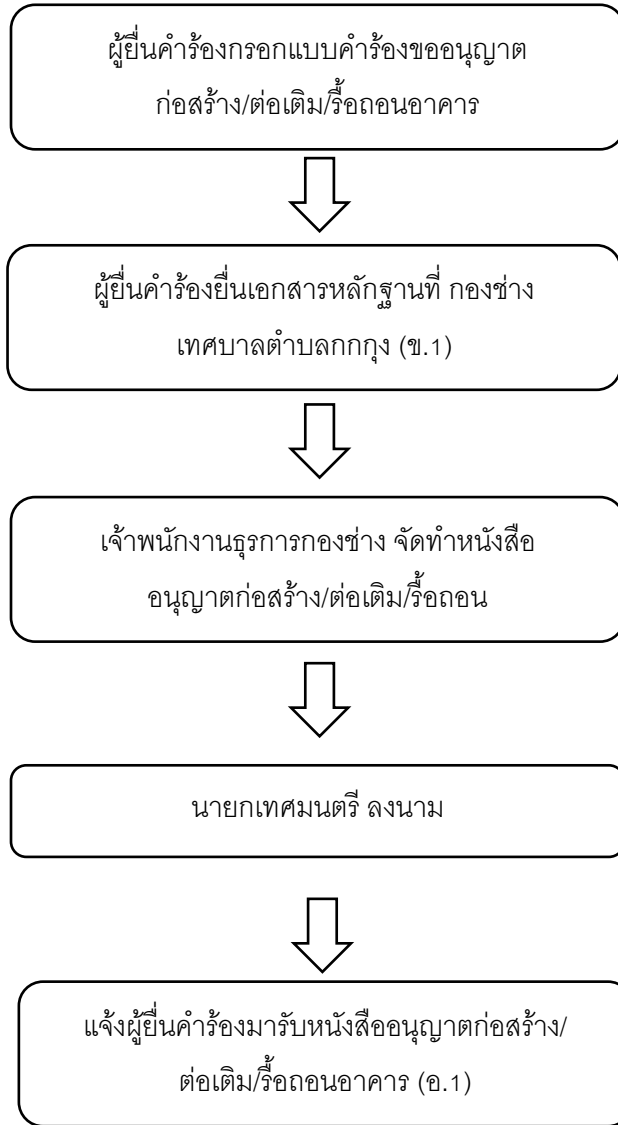 ผู้ยื่นคำร้องกรอกแบบคำร้องขออนุญาต
ก่อสร้าง/ต่อเติม/รื้อถอนอาคาร
ผู้ยื่นคำร้องยื่นเอกสารหลักฐานที่ กองช่าง
เทศบาลตำบลกกกุง (ข.1)
เจ้าพนักงานธุรการกองช่าง จัดทำหนังสือ
อนุญาตก่อสร้าง/ต่อเติม/รื้อถอน
นายกเทศมนตรี ลงนาม
แจ้งผู้ยื่นคำร้องมารับหนังสืออนุญาตก่อสร้าง/
ต่อเติม/รื้อถอนอาคาร (อ.1)